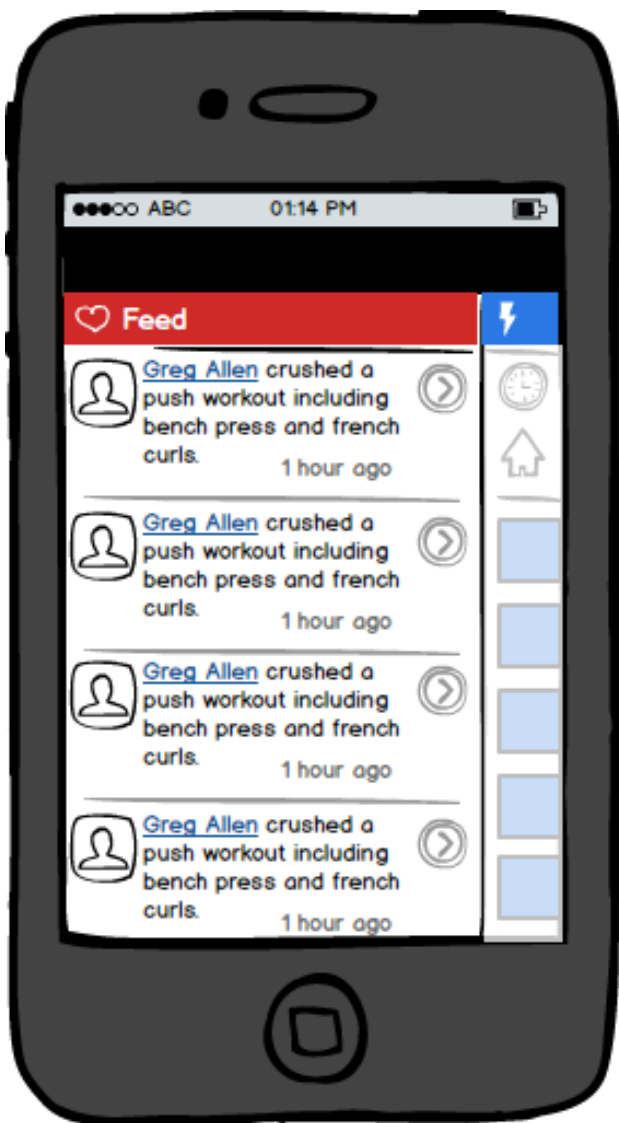 ABC 01:14 PM
Feed
Greg Allen crushed a
push workout including
bench press and french
curls.
1 hour ago
Greg Allen crushed a
push workout including
bench press and french
curls.
1 hour ago
Greg Allen crushed a
push workout including
bench press and french
curls.
1 hour ago
Greg Allen crushed a
push workout including
bench press and french
curls.
1 hour ago